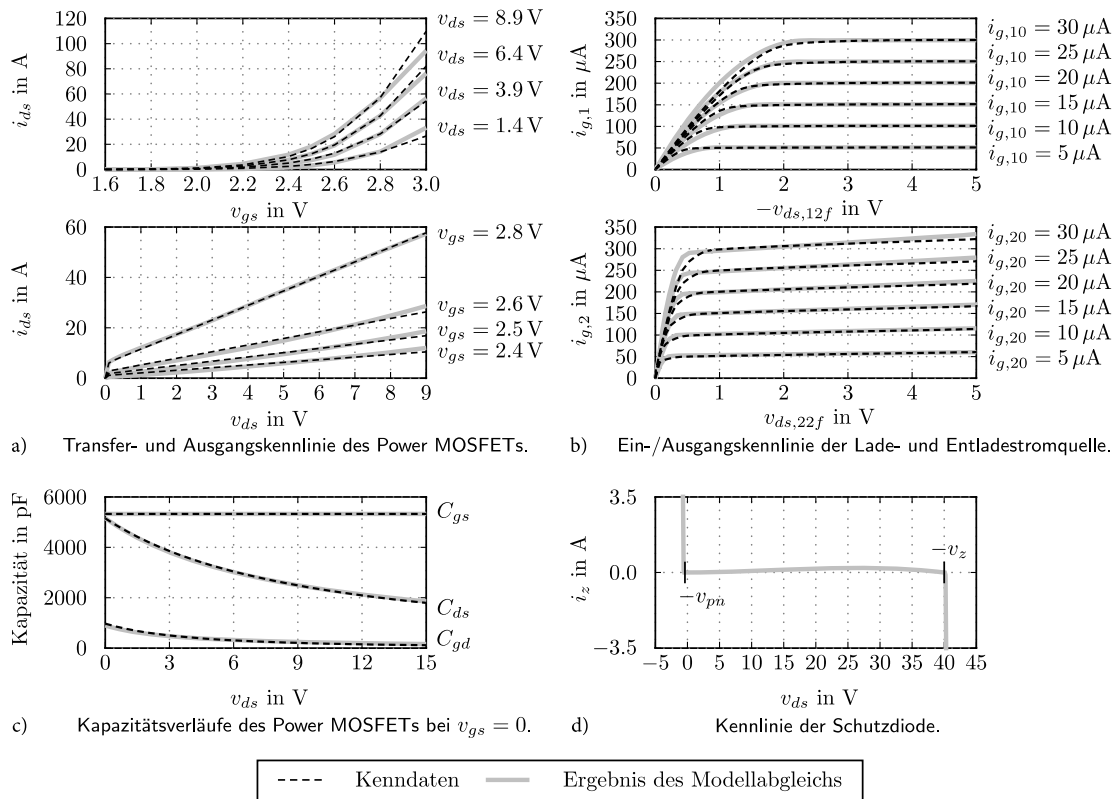 120
100
80
60
40
20
0
i_ds in A
1.6 1.8 2.0 2.2 2.4 2.6 2.8 3.0
v_gs in V
v_ds = 8.9 V
v_ds = 6.4 V
v_ds = 3.9 V
v_ds = 1.4 V
350
300
250
200
150
100
50
0
i_g,1 in μA
0 1 2 3 4 5
−v_ds,12f in V
i_g,10 = 30 μA
i_g,10 = 25 μA
i_g,10 = 20 μA
i_g,10 = 15 μA
i_g,10 = 10 μA
i_g,10 = 5 μA
60
40
20
0
i_ds in A
0 1 2 3 4 5 6 7 8 9
v_ds in V
v_gs = 2.8 V
v_gs = 2.6 V
v_gs = 2.5 V
v_gs = 2.4 V
350
300
250
200
150
100
50
0
i_g,2 in μA
0 1 2 3 4 5
v_ds,22f in V
i_g,20 = 30 μA
i_g,20 = 25 μA
i_g,20 = 20 μA
i_g,20 = 15 μA
i_g,20 = 10 μA
i_g,20 = 5 μA
a) Transfer- und Ausgangskennlinie des Power MOSFETs.
b) Ein-/Ausgangskennlinie der Lade- und Entladestromquelle.
6000
4000
2000
0
Kapazität in pF
0 3 6 9 12 15
v_ds in V
C_gs
C_ds
C_gd
3.5
0.0
−3.5
i_z in A
−5 0 5 10 15 20 25 30 35 40 45
v_ds in V
−v_pn
−v_z
c) Kapazitätsverläufe des Power MOSFETs bei v_gs = 0.
d) Kennlinie der Schutzdiode.
Kenndaten
Ergebnis des Modellabgleichs